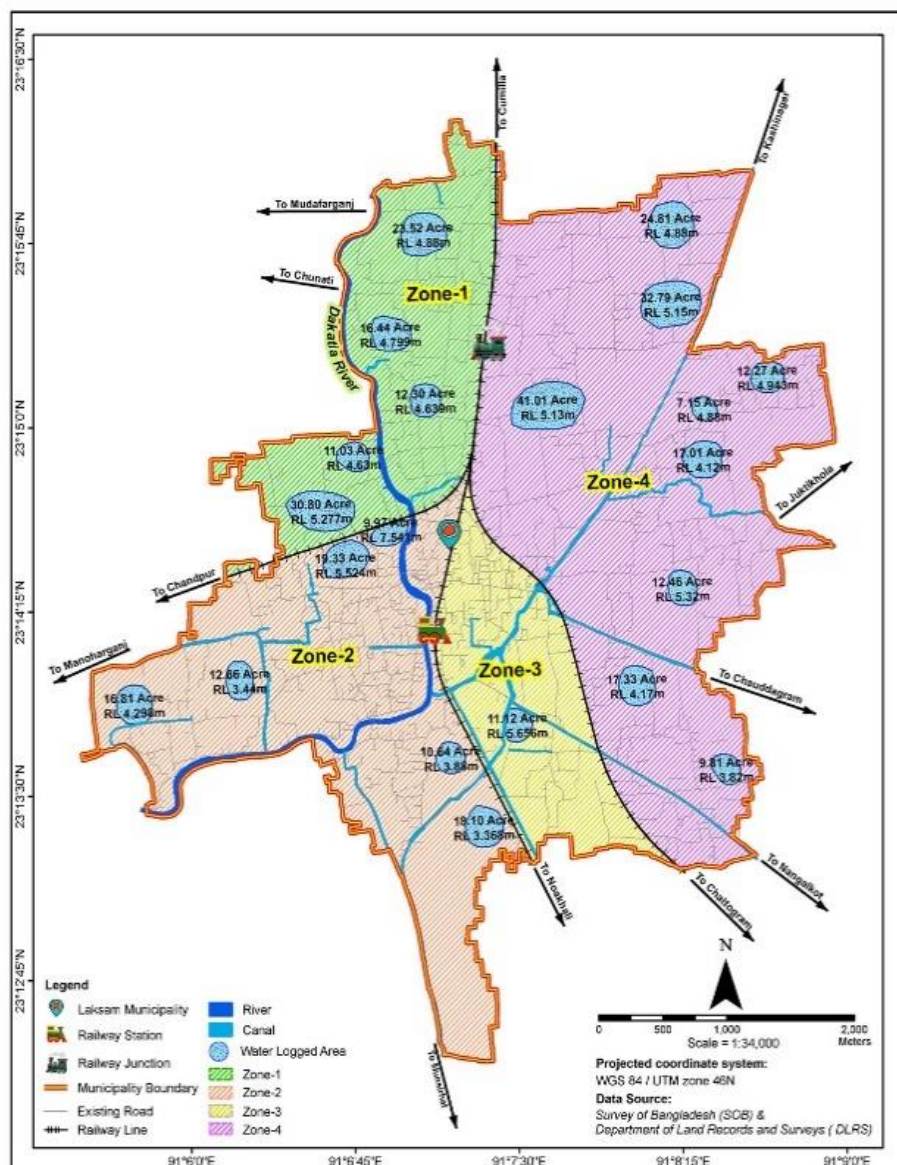 To Cumilla
To Kashinagar
To Mudafarganj
To Chunati
Dakatia River
23.52 Acre
RL 4.88m
Zone-1
16.44 Acre
RL 4.799m
12.30 Acre
RL 4.639m
11.03 Acre
RL 4.63m
30.80 Acre
RL 5.277m
24.81 Acre
RL 4.88m
32.79 Acre
RL 5.15m
12.27 Acre
RL 4.943m
7.15 Acre
RL 4.88m
41.01 Acre
RL 5.13m
17.01 Acre
RL 4.12m
Zone-4
To Juktikhola
9.97 Acre
RL 7.541m
19.33 Acre
RL 5.524m
To Chandpur
12.46 Acre
RL 5.32m
To Manoharganj
Zone-2
Zone-3
12.66 Acre
RL 3.44m
16.81 Acre
RL 4.298m
17.33 Acre
RL 4.17m
To Chauddagram
11.12 Acre
RL 5.656m
10.64 Acre
RL 3.88m
9.81 Acre
RL 3.82m
RL 3.368m
To Noakhali
To Chattogram
To Nangalkot
To Munsirhat
23°16'30"N
23°15'45"N
23°15'0"N
23°14'15"N
23°13'30"N
23°12'45"N
N
0 500 1,000 2,000
Meters
Scale = 1:34,000
Projected coordinate system:
WGS 84 / UTM zone 46N
Data Source:
Survey of Bangladesh (SOB) &
Department of Land Records and Surveys ( DLRS)
Legend
Laksam Municipality
Railway Station
Railway Junction
Municipality Boundary
Existing Road
Railway Line
River
Canal
Water Logged Area
Zone-1
Zone-2
Zone-3
Zone-4
91°6'0"E 91°6'45"E 91°7'30"E 91°8'15"E 91°9'0"E